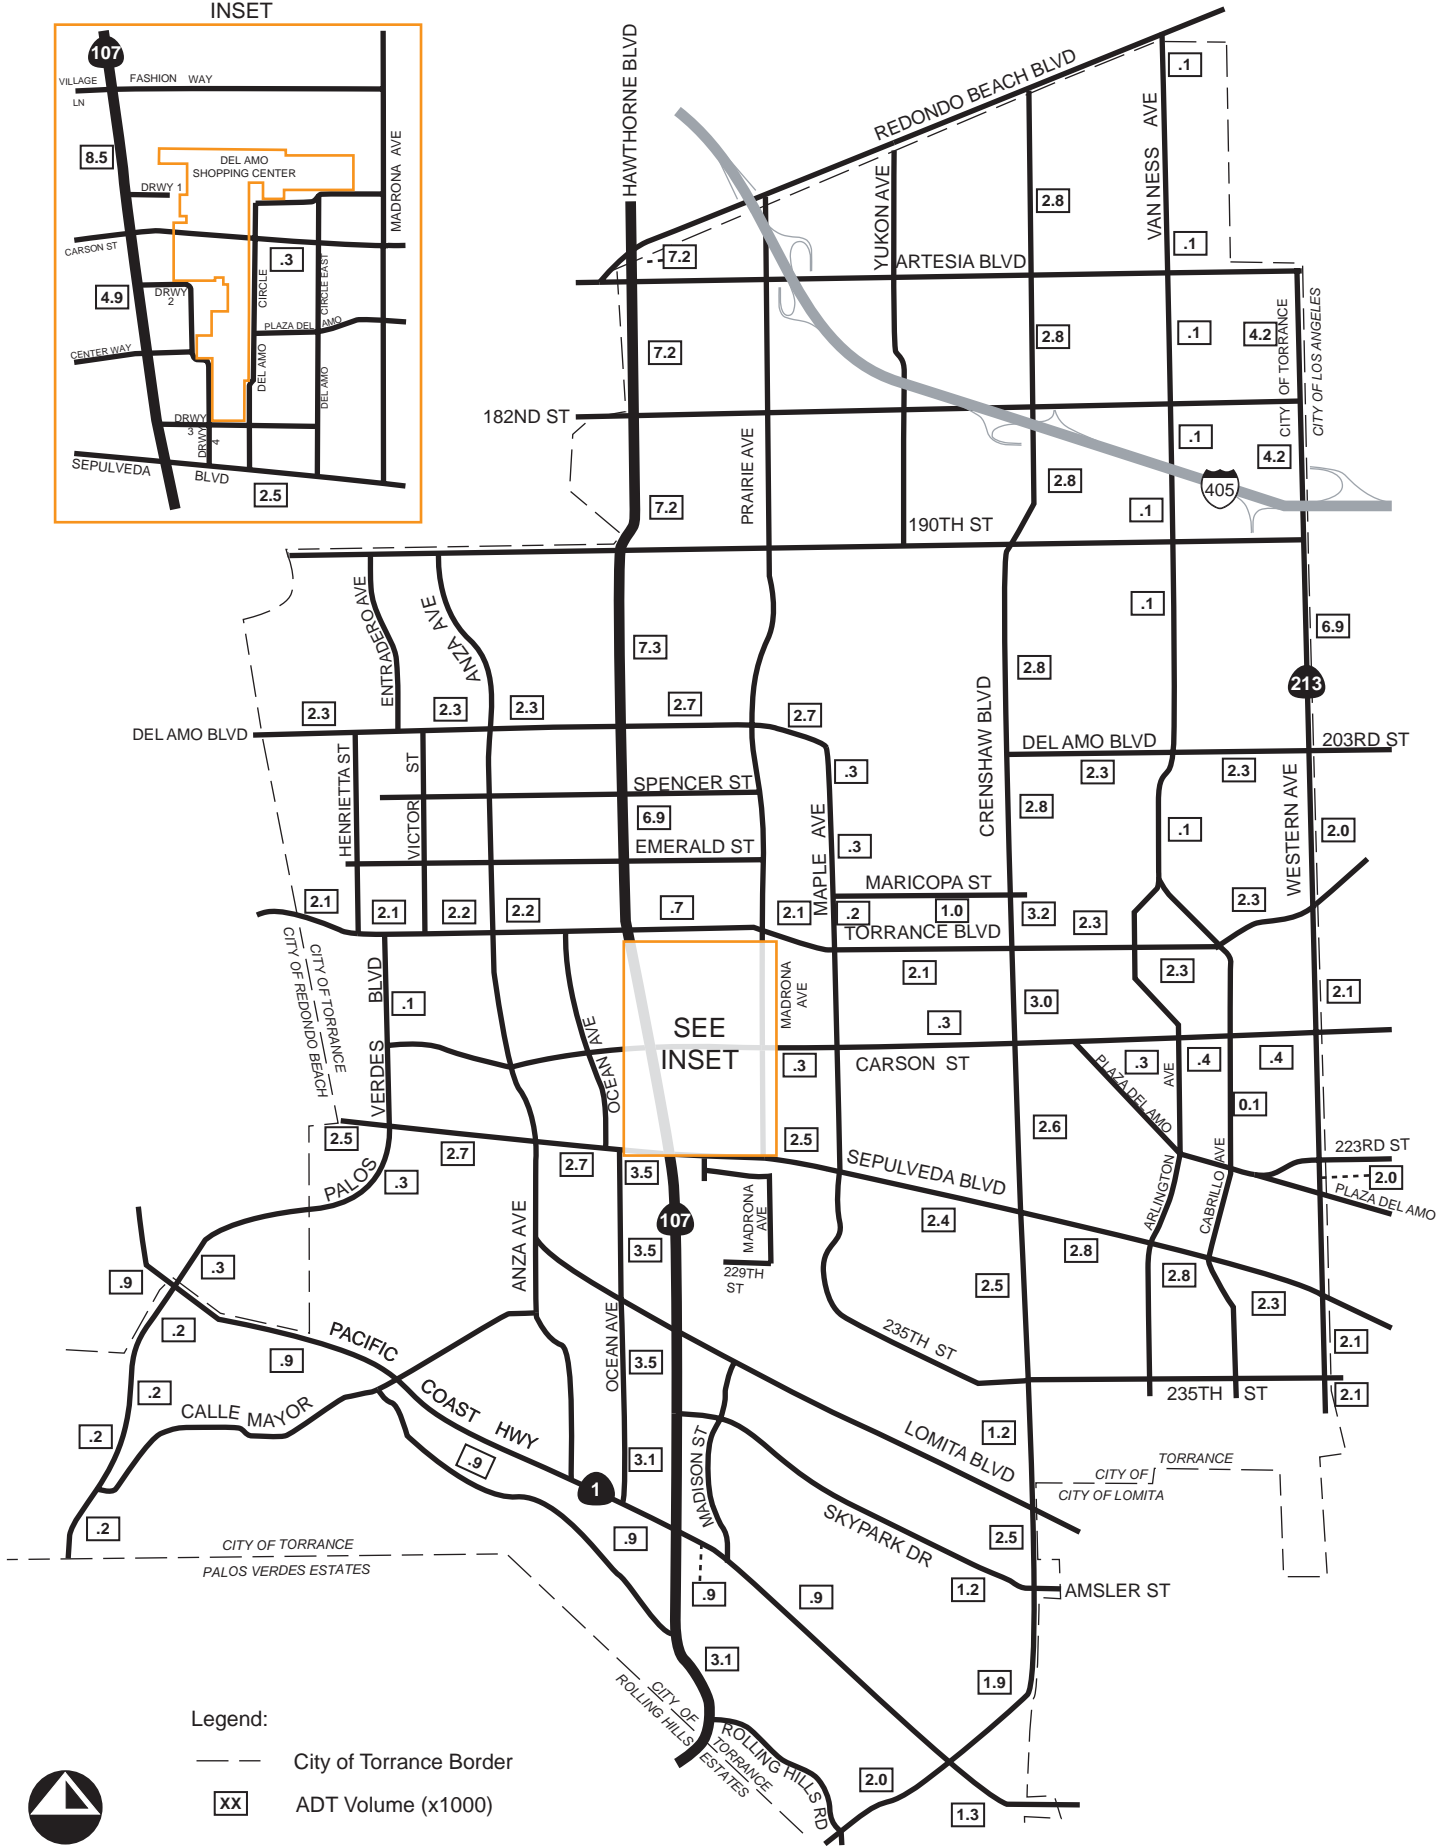 INSET
107
VILLAGE
LN
FASHION WAY
8.5
DEL AMO
SHOPPING CENTER
MADRONA AVE
DRWY 1
CARSON ST
.3
4.9
DRWY
2
CIRCLE
CIRCLE EAST
PLAZA DEL AMO
CENTER WAY
DEL AMO
DEL AMO
DRWY
3
DRWY
4
SEPULVEDA
BLVD
2.5
HAWTHORNE BLVD
REDONDO BEACH BLVD
.1
VAN NESS AVE
YUKON AVE
2.8
.1
7.2
ARTESIA BLVD
7.2
2.8
.1
4.2
CITY OF TORRANCE
CITY OF LOS ANGELES
182ND ST
PRAIRIE AVE
.1
4.2
2.8
405
7.2
.1
190TH ST
ENTRADERO AVE
ANZA AVE
.1
6.9
7.3
2.8
213
2.3
2.3
2.3
2.7
2.7
CRENSHAW BLVD
DEL AMO BLVD
DEL AMO BLVD
203RD ST
HENRIETTA ST
VICTOR ST
SPENCER ST
.3
2.3
2.3
WESTERN AVE
6.9
MAPLE AVE
2.8
.1
2.0
EMERALD ST
.3
MARICOPA ST
2.1
2.1
2.2
2.2
.7
2.1
.2
1.0
3.2
2.3
2.3
TORRANCE BLVD
CITY OF TORRANCE
CITY OF REDONDO BEACH
PALOS VERDES BLVD
.1
OCEAN AVE
SEE
INSET
MADRONA
AVE
2.1
3.0
2.3
2.1
.3
CARSON ST
.3
PLAZA DEL AMO
.3
AVE
.4
.4
0.1
2.5
2.7
2.7
3.5
2.5
2.6
223RD ST
.3
SEPULVEDA BLVD
ARLINGTON
CABRILLO AVE
2.0
PLAZA DEL AMO
107
MADRONA
AVE
2.4
ANZA AVE
3.5
2.8
.9
.3
229TH
ST
2.5
2.8
2.3
.2
PACIFIC COAST HWY
OCEAN AVE
235TH ST
2.1
.9
3.5
.2
2.1
235TH ST
CALLE MAYOR
.2
1.2
LOMITA BLVD
.9
3.1
MADISON ST
TORRANCE
CITY OF
CITY OF LOMITA
1
.2
SKYPARK DR
2.5
.9
CITY OF TORRANCE
PALOS VERDES ESTATES
.9
.9
1.2
AMSLER ST
3.1
1.9
CITY OF TORRANCE
ROLLING HILLS ESTATES
ROLLING HILLS RD
2.0
1.3
Legend:
City of Torrance Border
XX
ADT Volume (x1000)